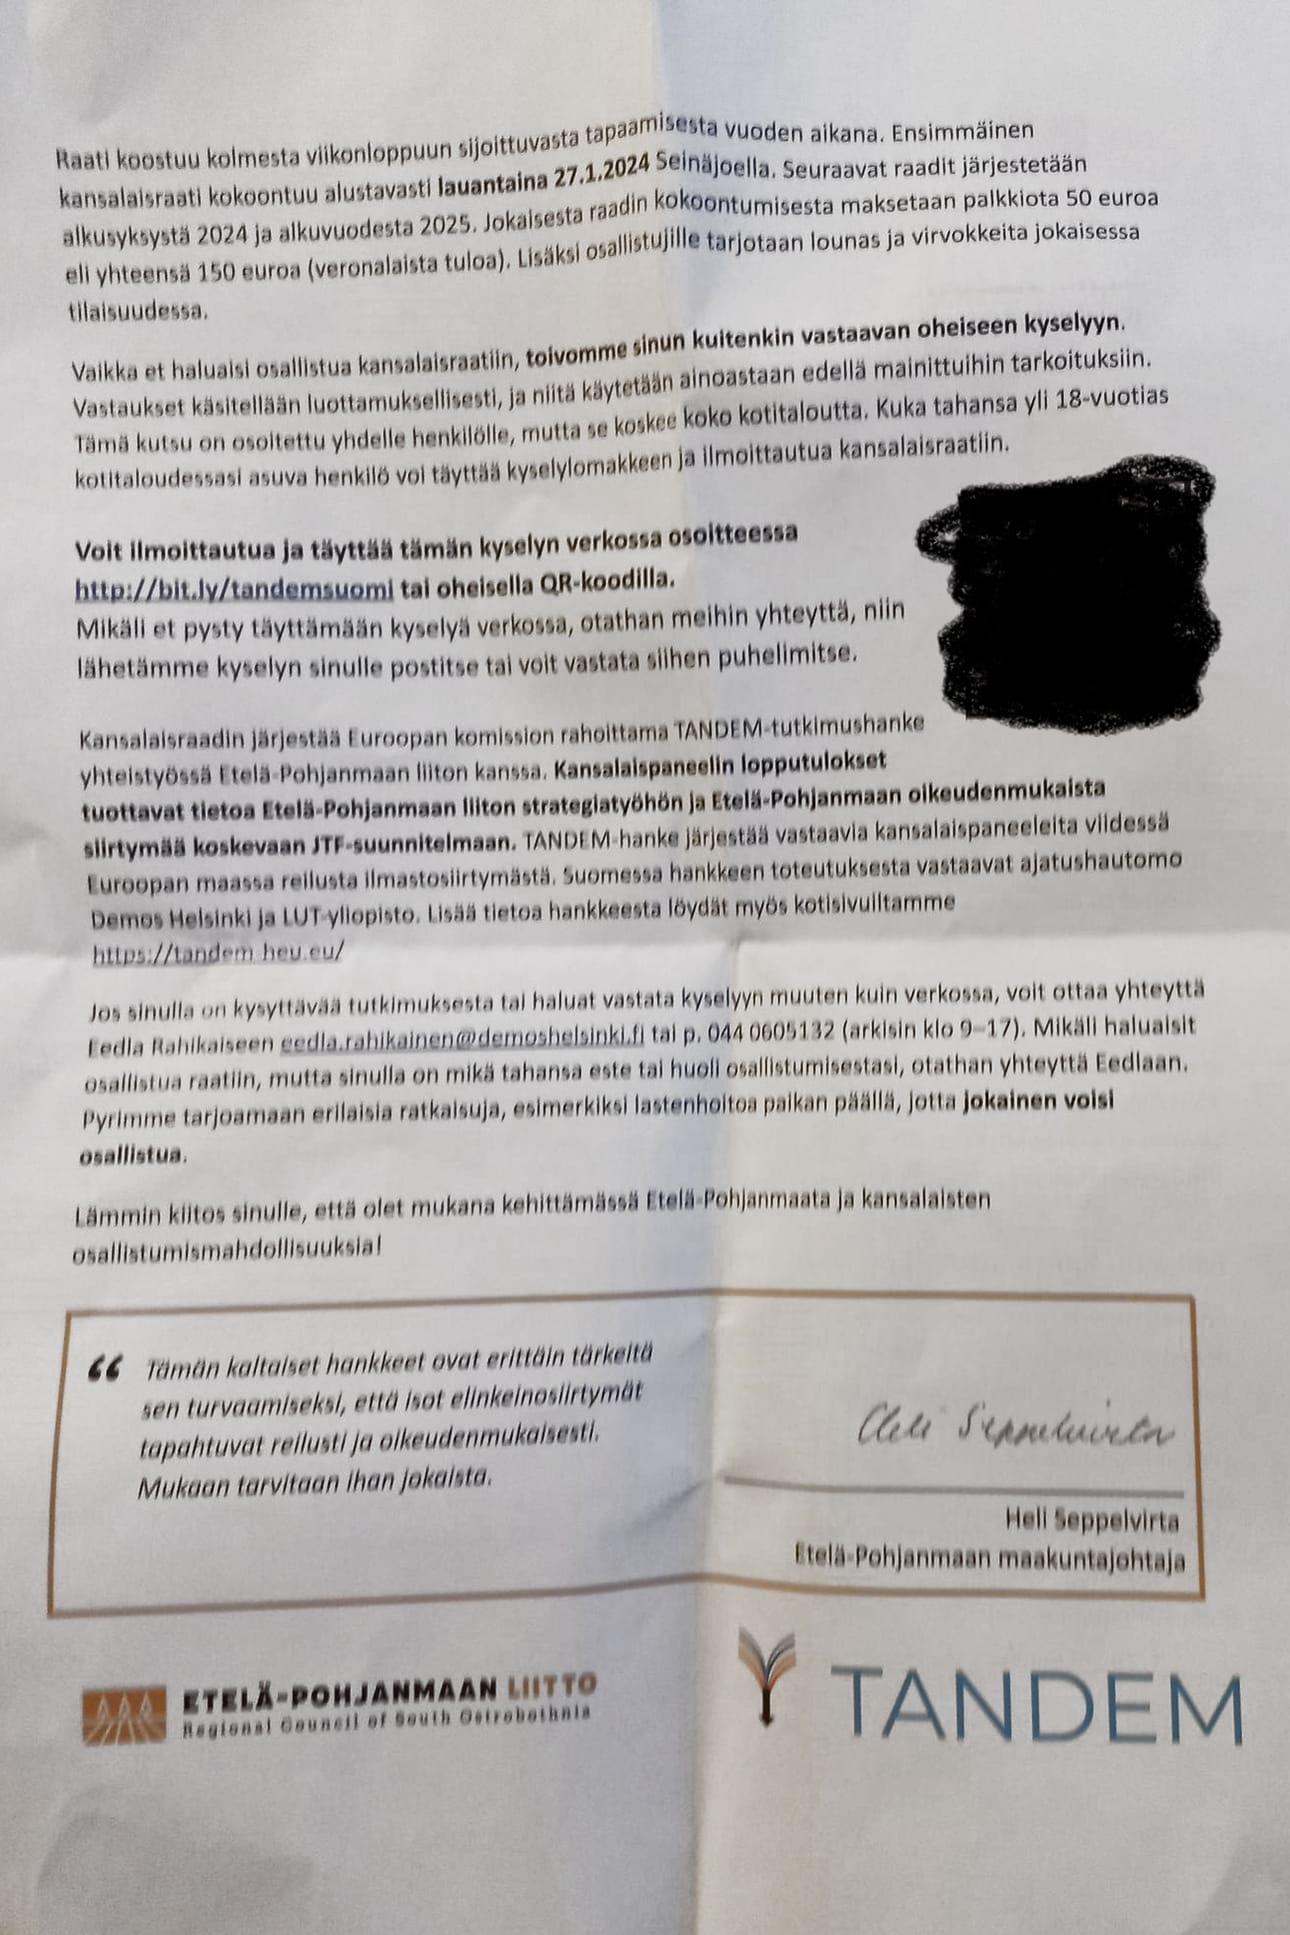 Raati koostuu kolmesta viikonloppuun sijoittuvasta tapaamisesta vuoden aikana. Ensimmäinen
kansalaisraati kokoontuu alustavasti lauantaina 27.1.2024 Seinäjoella. Seuraavat raadit järjestetään
alkusyksystä 2024 ja alkuvuodesta 2025. Jokaisesta raadin kokoontumisesta maksetaan palkkiota 50 euroa
eli yhteensä 150 euroa (veronalaista tuloa). Lisäksi osallistujille tarjotaan lounas ja virvokkeita jokaisessa
tilaisuudessa.
Vaikka et haluaisi osallistua kansalaisraatiin, toivomme sinun kuitenkin vastaavan oheiseen kyselyyn.
Vastaukset käsitellään luottamuksellisesti, ja niitä käytetään ainoastaan edellä mainittuihin tarkoituksiin.
Tämä kutsu on osoitettu yhdelle henkilölle, mutta se koskee koko kotitaloutta. Kuka tahansa yli 18-vuotias
kotitaloudessasi asuva henkilö voi täyttää kyselylomakkeen ja ilmoittautua kansalaisraatiin.
Voit ilmoittautua ja täyttää tämän kyselyn verkossa osoitteessa
http://bit.ly/tandemsuomi tai oheisella QR-koodilla.
Mikäli et pysty täyttämään kyselyä verkossa, otathan meihin yhteyttä, niin
lähetämme kyselyn sinulle postitse tai voit vastata siihen puhelimitse.
Kansalaisraadin järjestää Euroopan komission rahoittama TANDEM-tutkimushanke
yhteistyössä Etelä-Pohjanmaan liiton kanssa. Kansalaispaneelin lopputulokset
tuottavat tietoa Etelä-Pohjanmaan liiton strategiatyöhön ja Etelä-Pohjanmaan oikeudenmukaista
siirtymää koskevaan JTF-suunnitelmaan. TANDEM-hanke järjestää vastaavia kansalaispaneeleita viidessä
Euroopan maassa reilusta ilmastosiirtymästä. Suomessa hankkeen toteutuksesta vastaavat ajatushautomo
Demos Helsinki ja LUT-yliopisto. Lisää tietoa hankkeesta löydät myös kotisivuiltamme
https://tandem-heu.eu/
Jos sinulla on kysyttävää tutkimuksesta tai haluat vastata kyselyyn muuten kuin verkossa, voit ottaa yhteyttä
Eedla Rahikaiseen eedla.rahikainen@demoshelsinki.fi tai p. 044 0605132 (arkisin klo 9–17). Mikäli haluaisit
osallistua raatiin, mutta sinulla on mikä tahansa este tai huoli osallistumisestasi, otathan yhteyttä Eedlaan.
Pyrimme tarjoamaan erilaisia ratkaisuja, esimerkiksi lastenhoitoa paikan päällä, jotta jokainen voisi
osallistua.
Lämmin kiitos sinulle, että olet mukana kehittämässä Etelä-Pohjanmaata ja kansalaisten
osallistumismahdollisuuksia!
“ Tämän kaltaiset hankkeet ovat erittäin tärkeitä
sen turvaamiseksi, että isot elinkeinosiirtymät
tapahtuvat reilusti ja oikeudenmukaisesti.
Mukaan tarvitaan ihan jokaista.
Heli Seppelvirta
Heli Seppelvirta
Etelä-Pohjanmaan maakuntajohtaja
ETELÄ-POHJANMAAN LIITTO
Regional Council of South Ostrobothnia
TANDEM